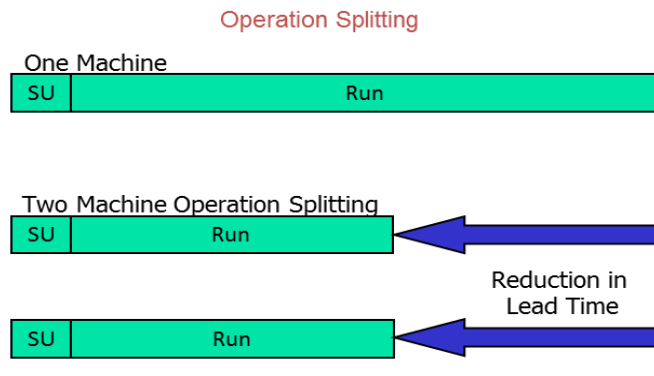 Operation Splitting
One Machine
SU Run
Two Machine Operation Splitting
SU Run
Reduction in
Lead Time
SU Run